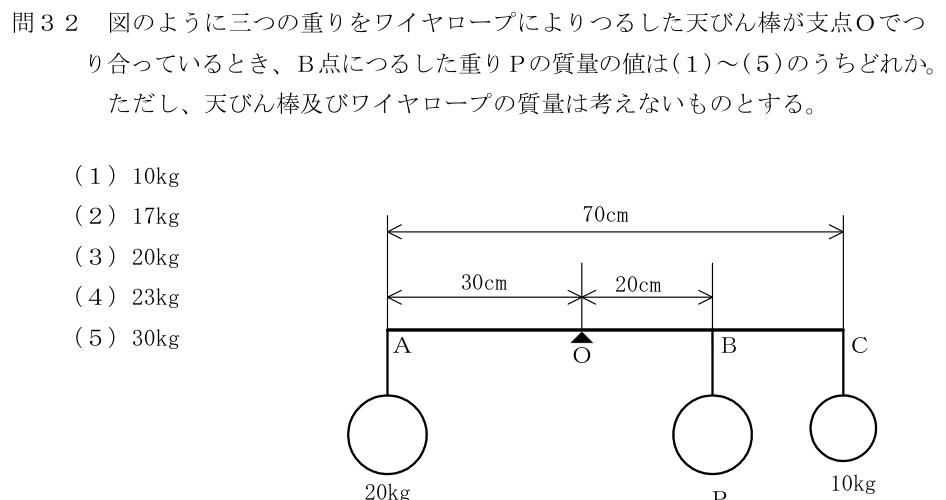 問３２　図のように三つの重りをワイヤロープによりつるした天びん棒が支点Ｏでつ
り合っているとき、Ｂ点につるした重りＰの質量の値は(１)～(５)のうちどれか。
ただし、天びん棒及びワイヤロープの質量は考えないものとする。
(１) 10kg
(２) 17kg
(３) 20kg
(４) 23kg
(５) 30kg
70cm
30cm 20cm
A O B C
20kg P 10kg